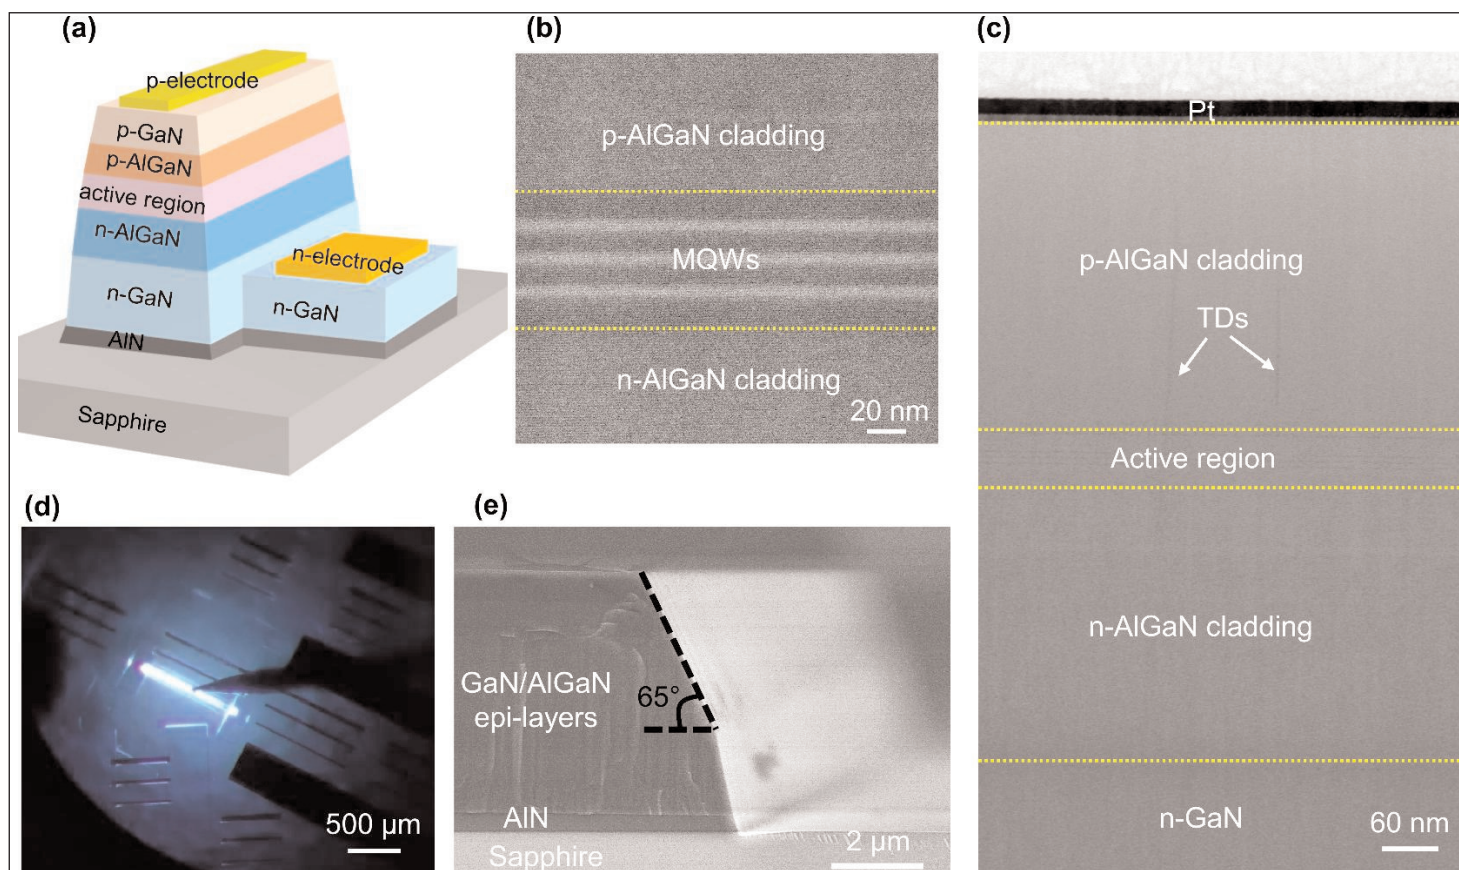 (a)
p-electrode
p-GaN
p-AlGaN
active region
n-AlGaN
n-electrode
n-GaN
n-GaN
AlN
Sapphire
(b)
p-AlGaN cladding
MQWs
n-AlGaN cladding
20 nm
(c)
Pt
p-AlGaN cladding
TDs
Active region
n-AlGaN cladding
n-GaN
60 nm
(d)
500 µm
(e)
65°
GaN/AlGaN
epi-layers
AlN
Sapphire
2 µm